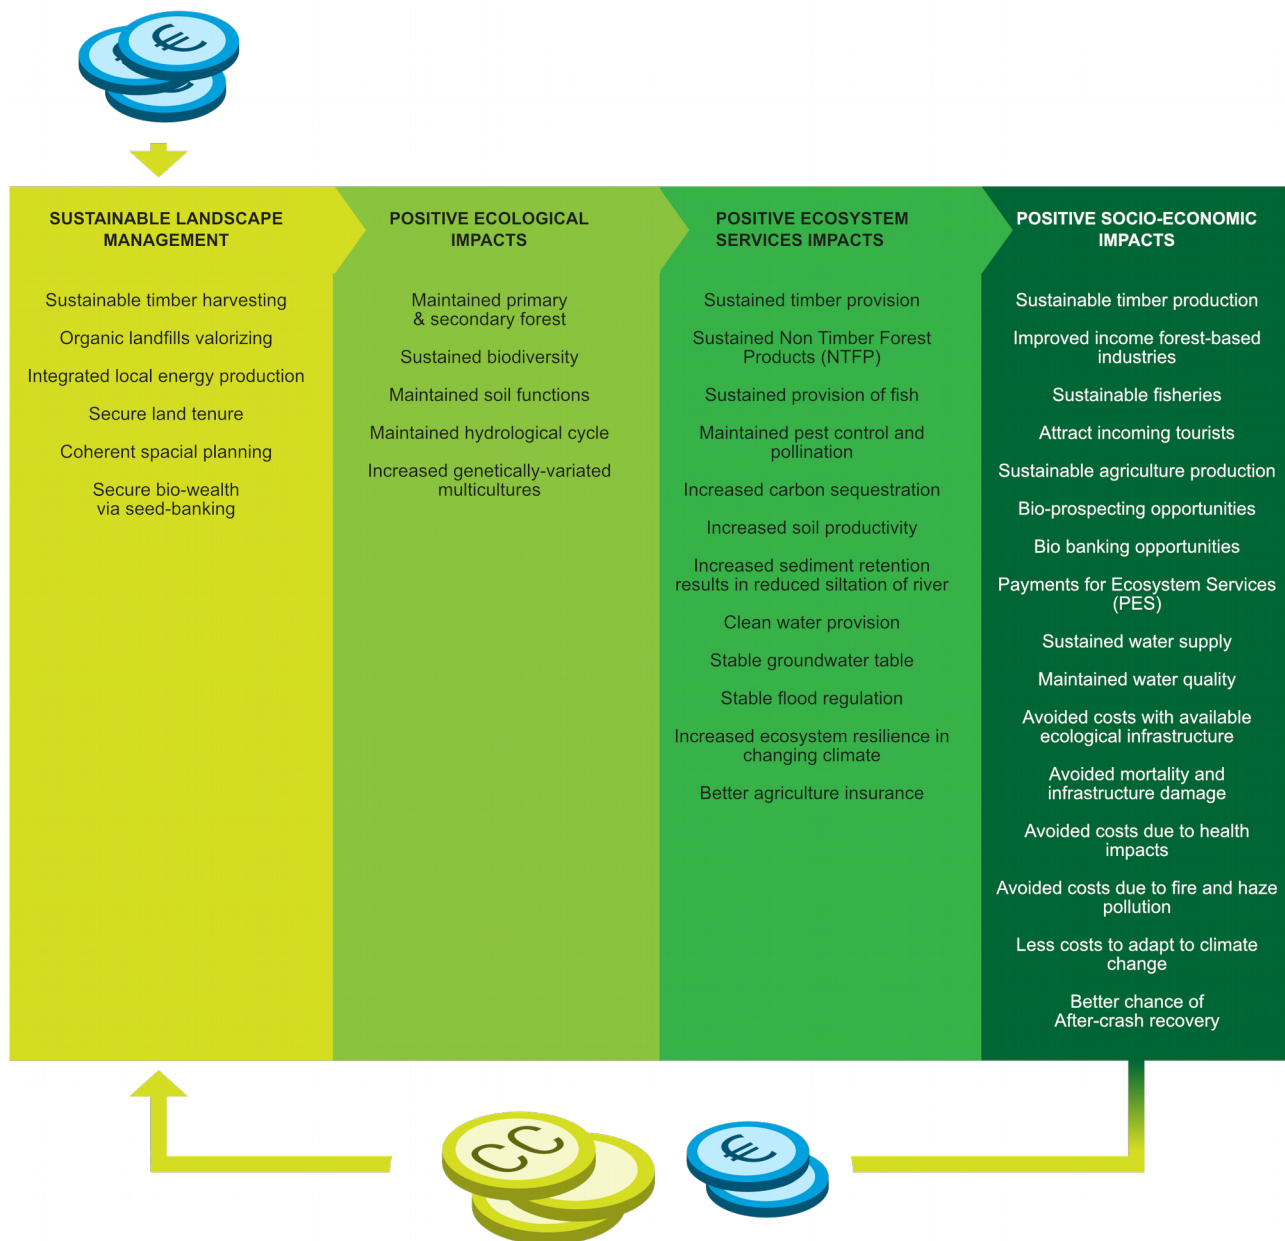 €
€
€
SUSTAINABLE LANDSCAPE
MANAGEMENT
Sustainable timber harvesting
Organic landfills valorizing
Integrated local energy production
Secure land tenure
Coherent spacial planning
Secure bio-wealth
via seed-banking
POSITIVE ECOLOGICAL
IMPACTS
Maintained primary
& secondary forest
Sustained biodiversity
Maintained soil functions
Maintained hydrological cycle
Increased genetically-variated
multicultures
POSITIVE ECOSYSTEM
SERVICES IMPACTS
Sustained timber provision
Sustained Non Timber Forest
Products (NTFP)
Sustained provision of fish
Maintained pest control and
pollination
Increased carbon sequestration
Increased soil productivity
Increased sediment retention
results in reduced siltation of river
Clean water provision
Stable groundwater table
Stable flood regulation
Increased ecosystem resilience in
changing climate
Better agriculture insurance
POSITIVE SOCIO-ECONOMIC
IMPACTS
Sustainable timber production
Improved income forest-based
industries
Sustainable fisheries
Attract incoming tourists
Sustainable agriculture production
Bio-prospecting opportunities
Bio banking opportunities
Payments for Ecosystem Services
(PES)
Sustained water supply
Maintained water quality
Avoided costs with available
ecological infrastructure
Avoided mortality and
infrastructure damage
Avoided costs due to health
impacts
Avoided costs due to fire and haze
pollution
Less costs to adapt to climate
change
Better chance of
After-crash recovery
CC
€